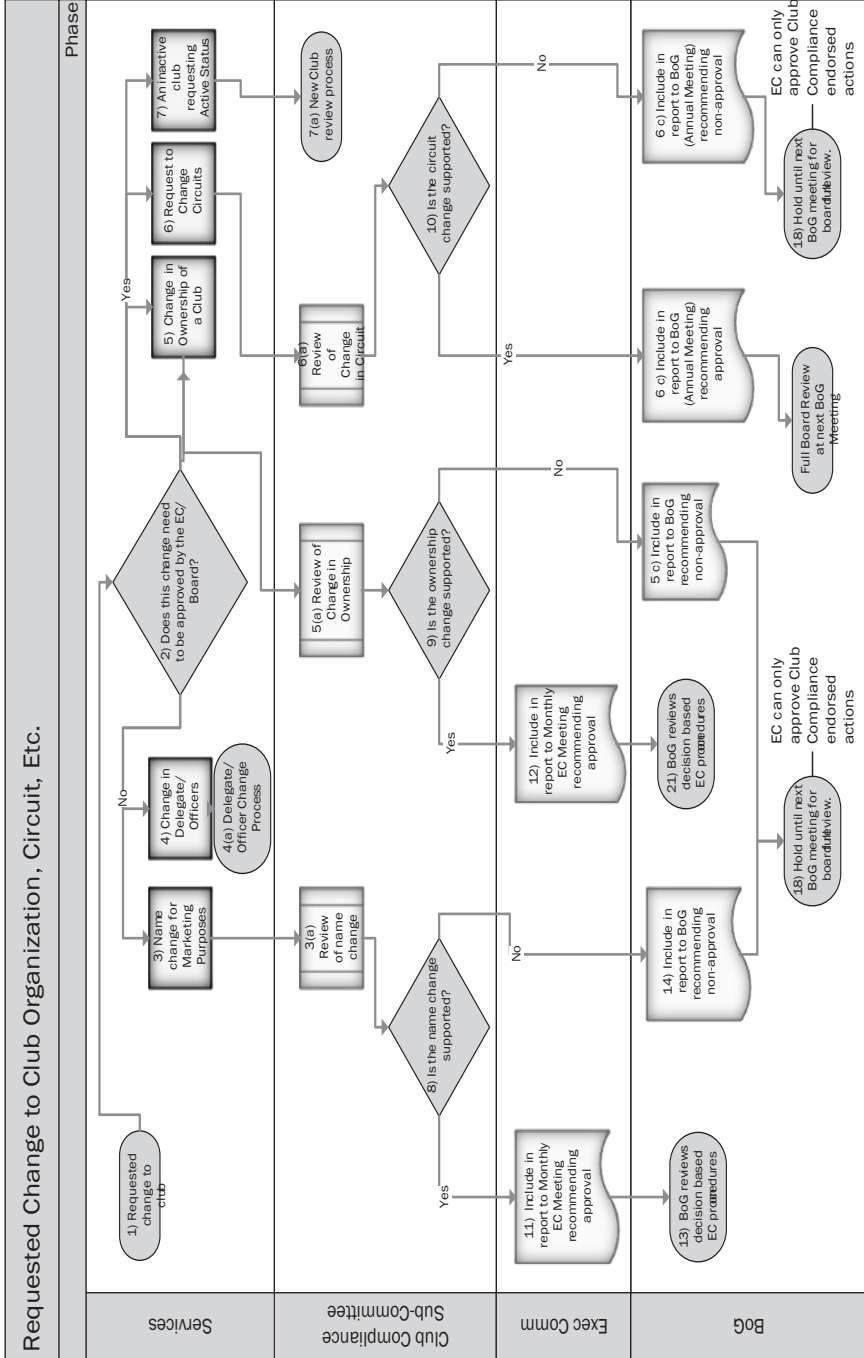 Requested Change to Club Organization, Circuit, Etc.
Phase
Services
1) Requested
change to
club
2) Does this change need
to be approved by the EC/
Board?
No
Yes
3) Name
change for
Marketing
Purposes
4) Change in
Delegate/
Officers
4(a) Delegate/
Officer Change
Process
5) Change in
Ownership of
a Club
6) Request to
Change
Circuits
7) An inactive
club
requesting
Active Status
Club Compliance
Sub-Committee
3(a)
Review
of name
change
5(a) Review of
Change in
Ownership
6(a)
Review
of
Change
in Circuit
7(a) New Club
review process
8) Is the name change
supported?
9) Is the ownership
change supported?
10) Is the circuit
change supported?
Exec Comm
Yes
No
Yes
No
Yes
No
11) Include in
report to Monthly
EC Meeting
recommending
approval
12) Include in
report to Monthly
EC Meeting
recommending
approval
BoG
13) BoG reviews
decision based
EC
14) Include in
report to BoG
recommending
non-approval
21) BoG reviews
decision based
EC
5 c) Include in
report to BoG
recommending
non-approval
6 c) Include in
report to BoG
(Annual Meeting)
recommending
approval
6 c) Include in
report to BoG
(Annual Meeting)
recommending
non-approval
18) Hold until next
BoG meeting for
board review.
EC can only
approve Club
Compliance
endorsed
actions
Full Board Review
at next BoG
Meeting
18) Hold until next
BoG meeting for
board review.
EC can only
approve Club
Compliance
endorsed
actions